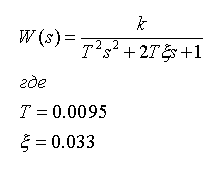 W(s) = k / (T²s² + 2Tξs + 1)
где
T = 0.0095
ξ = 0.033